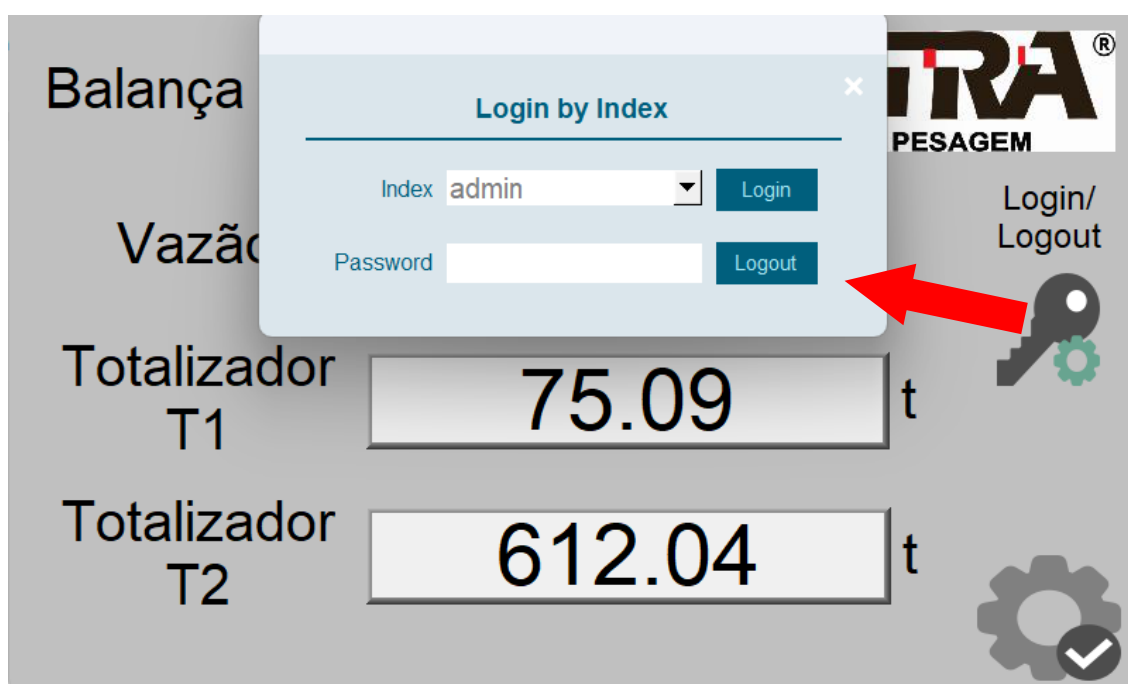 Balança
Login by Index
TRA®
PESAGEM
Index admin Login
Password Logout
Login/
Logout
Totalizador
T1
75.09 t
Totalizador
T2
612.04 t